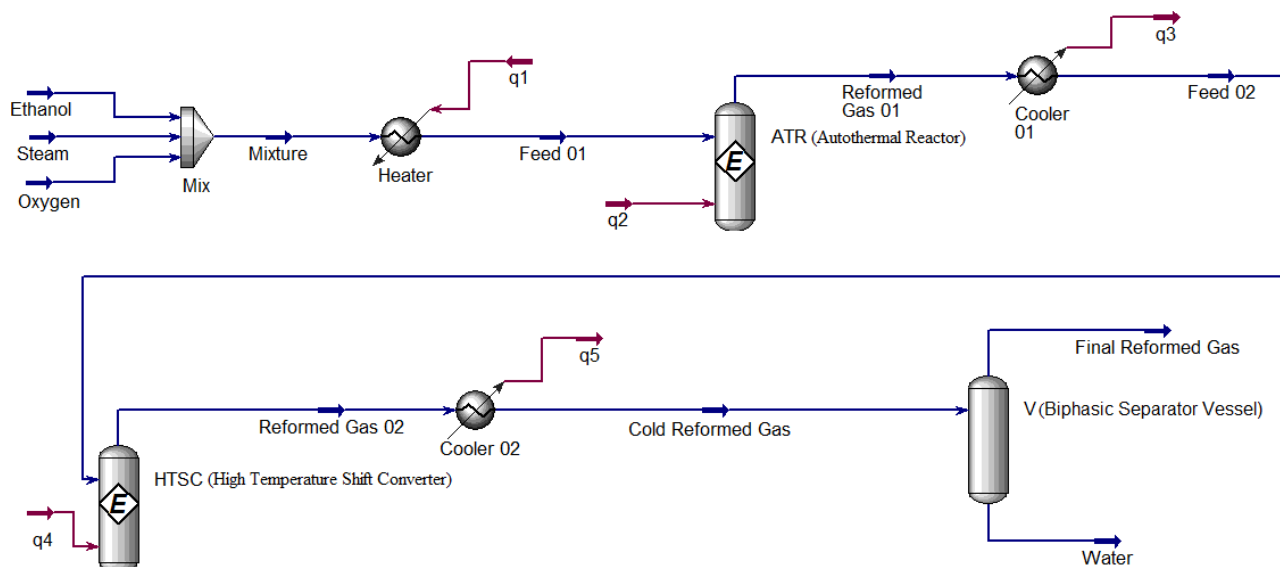 q3
q1
Ethanol
Steam
Oxygen
Mix
Mixture
Heater
Feed 01
q2
E
ATR (Autothermal Reactor)
Reformed
Gas 01
Cooler
01
Feed 02
q5
Final Reformed Gas
Reformed Gas 02
Cooler 02
Cold Reformed Gas
V (Biphasic Separator Vessel)
HTSC (High Temperature Shift Converter)
E
q4
Water